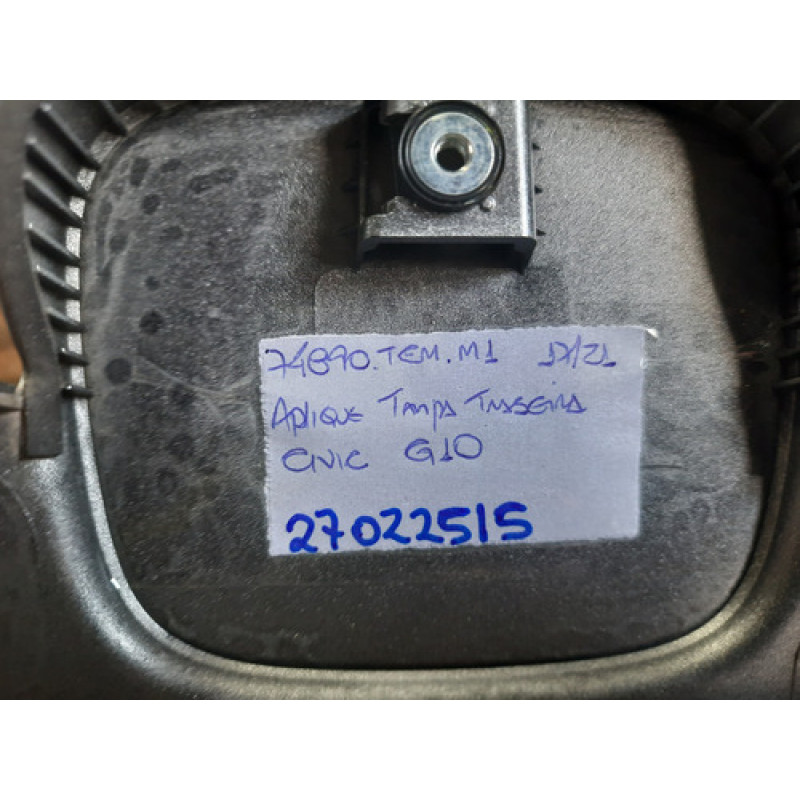 74890.TEM.M1 17/21
APLIQUE TAMPA TRASEIRA
CIVIC G10
27022515